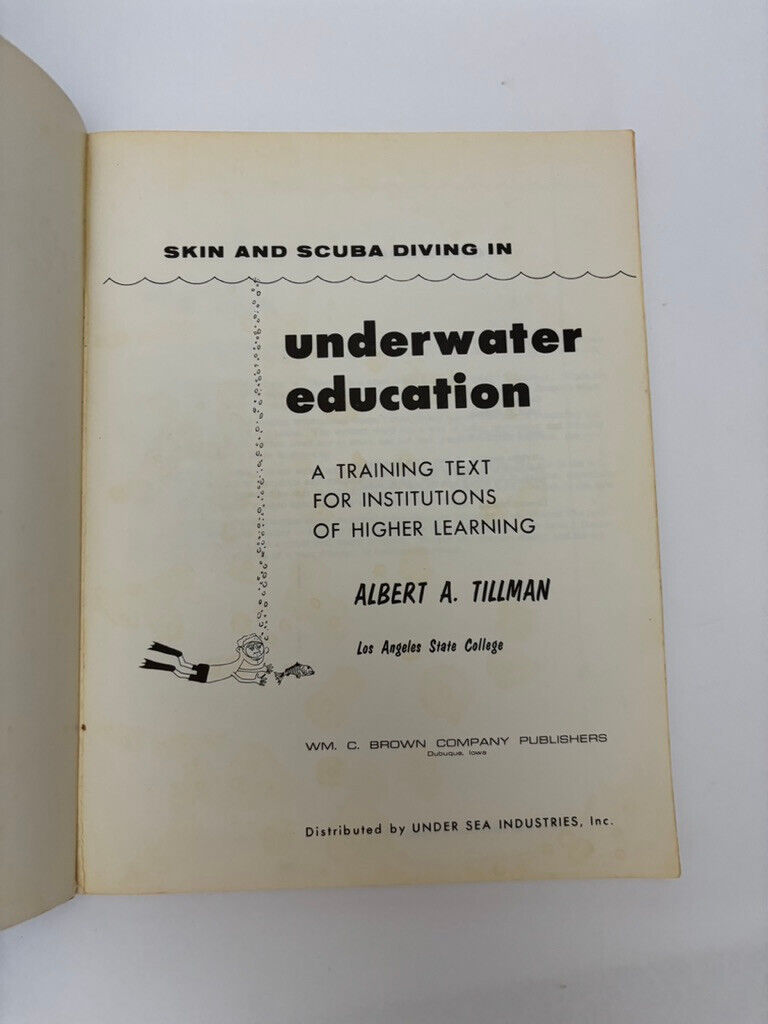 SKIN AND SCUBA DIVING IN
underwater
education
A TRAINING TEXT
FOR INSTITUTIONS
OF HIGHER LEARNING
ALBERT A. TILLMAN
Los Angeles State College
WM. C. BROWN COMPANY PUBLISHERS
Dubuque, Iowa
Distributed by UNDER SEA INDUSTRIES, Inc.